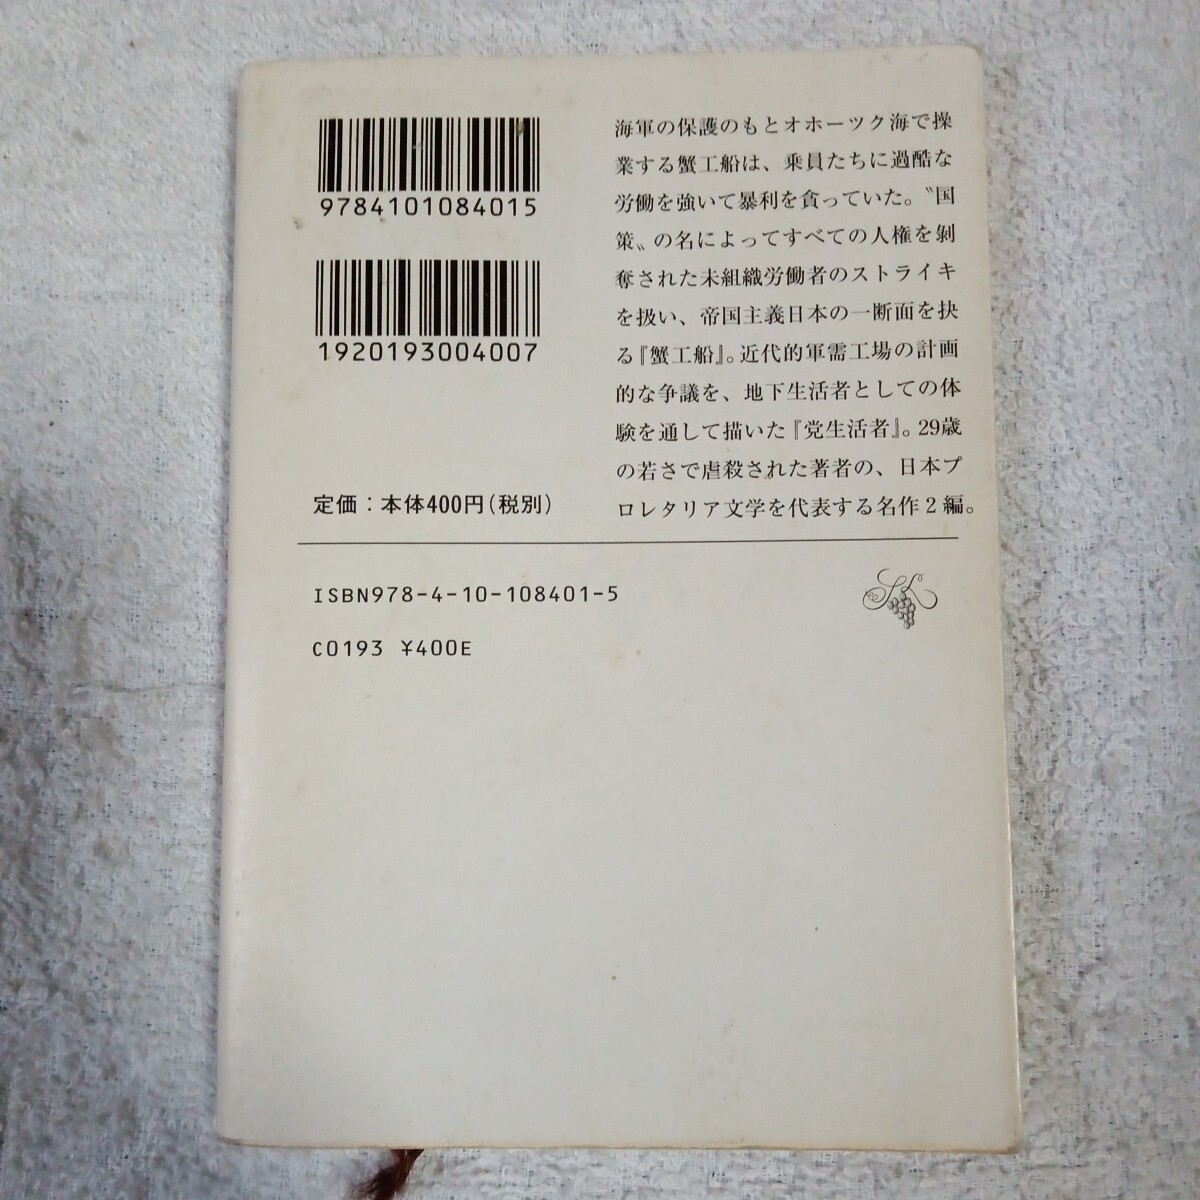 9784101084015
1920193004007
定価：本体400円（税別）
海軍の保護のもとオホーツク海で操
業する蟹工船は、乗員たちに過酷な
労働を強いて暴利を貪っていた。〝国
策〟の名によってすべての人権を剝
奪された未組織労働者のストライキ
を扱い、帝国主義日本の一断面を抉
る『蟹工船』。近代的軍需工場の計画
的な争議を、地下生活者としての体
験を通して描いた『党生活者』。29歳
の若さで虐殺された著者の、日本プ
ロレタリア文学を代表する名作2編。
ISBN978-4-10-108401-5
C0193 ¥400E